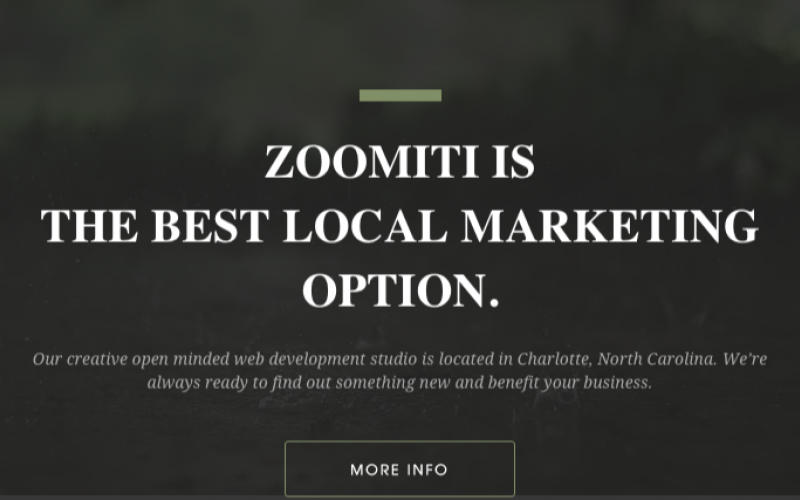 ZOOMITI IS
THE BEST LOCAL MARKETING
OPTION.
Our creative open minded web development studio is located in Charlotte, North Carolina. We're
always ready to find out something new and benefit your business.
MORE INFO